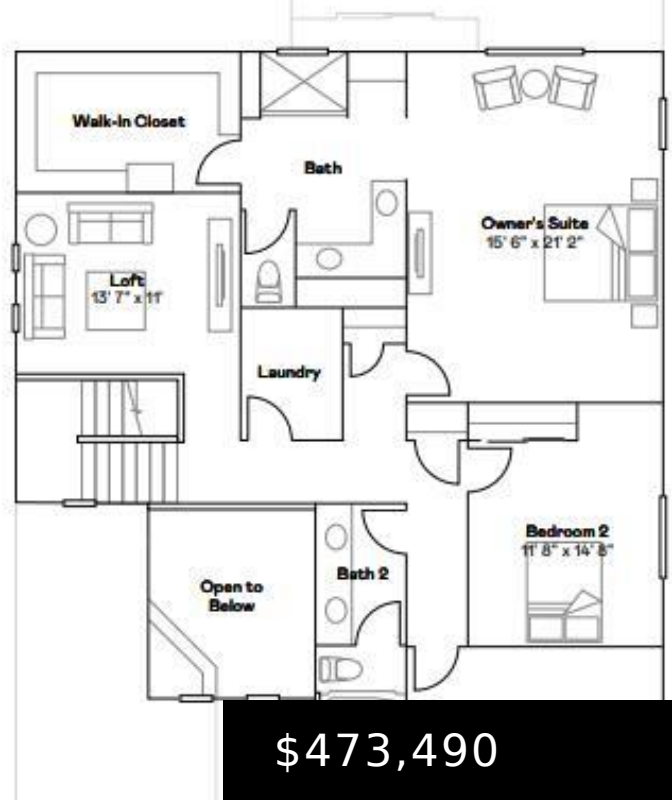 Walk-In Closet
Bath
Owner's Suite
15' 6" x 21' 2"
Loft
13' 7" x 11'
Laundry
Bedroom 2
11' 8" x 14' 8"
Bath 2
Open to
Below
$473,490